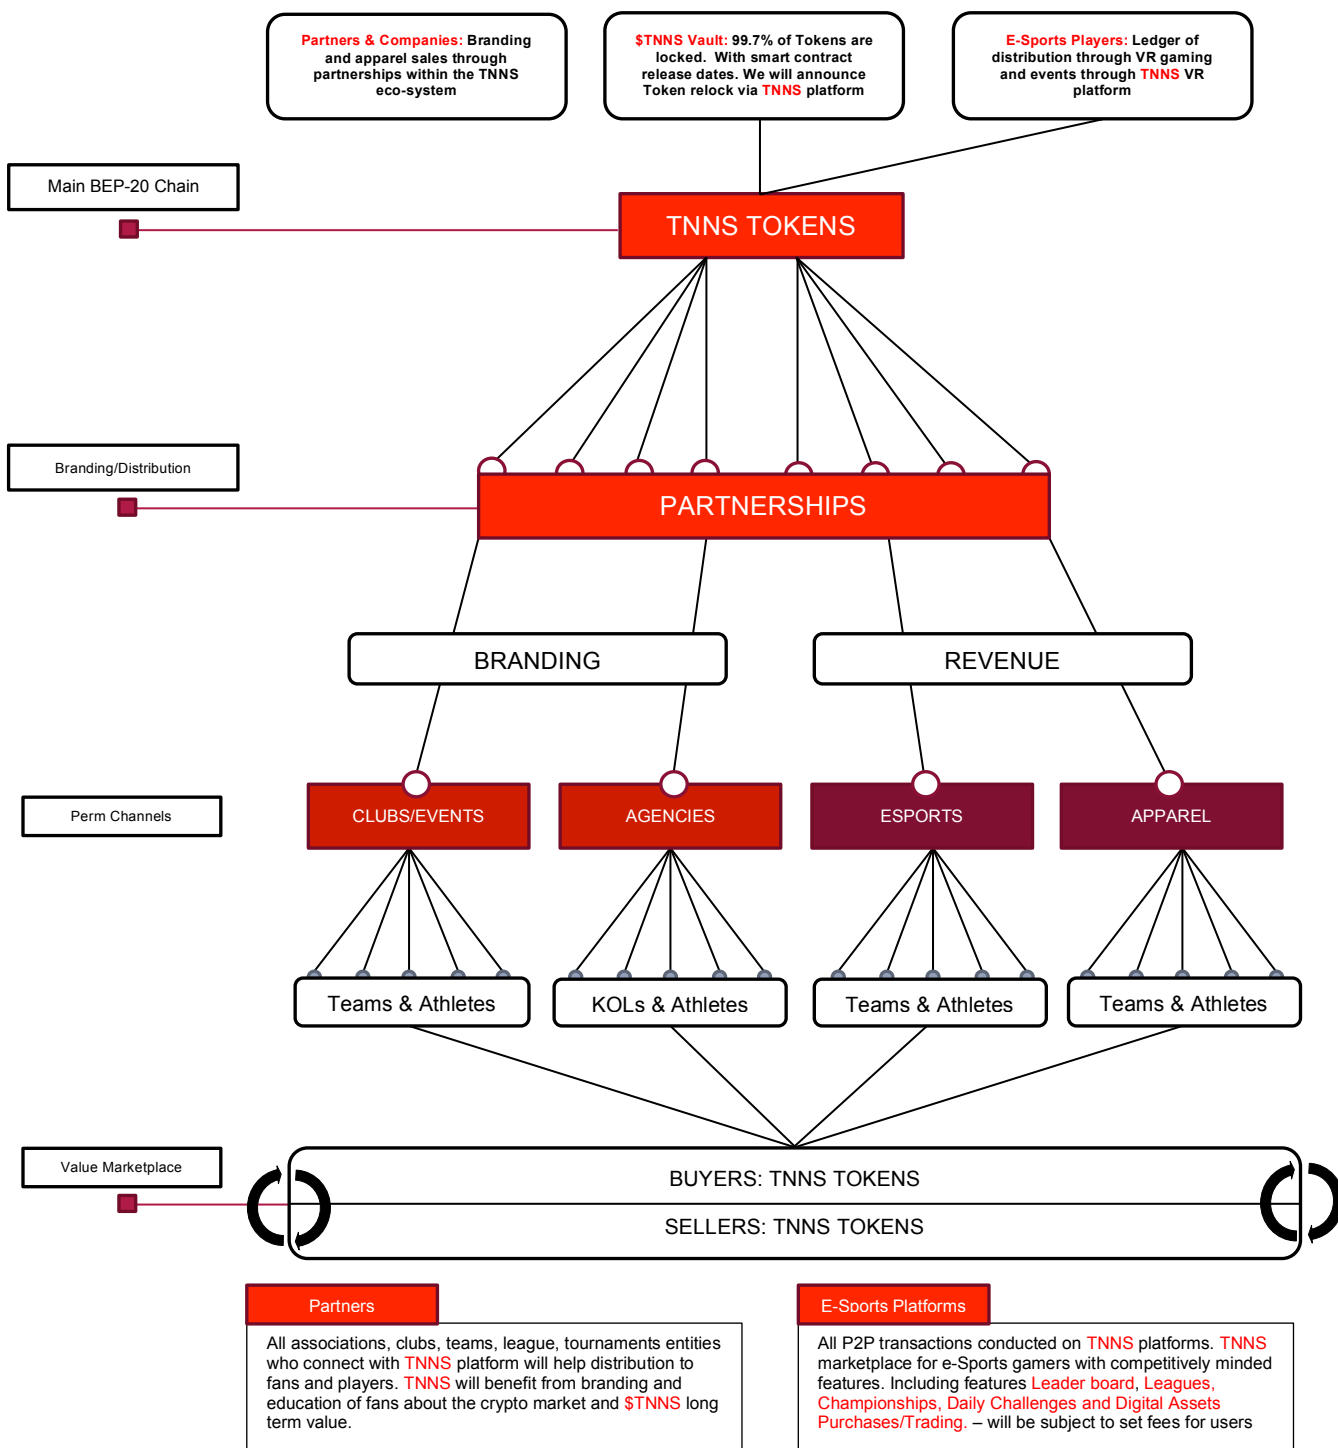 Partners & Companies: Branding
and apparel sales through
partnerships within the TNNS
eco-system
$TNNS Vault: 99.7% of Tokens are
locked. With smart contract
release dates. We will announce
Token relock via TNNS platform
E-Sports Players: Ledger of
distribution through VR gaming
and events through TNNS VR
platform
Main BEP-20 Chain
TNNS TOKENS
Branding/Distribution
PARTNERSHIPS
BRANDING
REVENUE
Perm Channels
CLUBS/EVENTS
AGENCIES
ESPORTS
APPAREL
Teams & Athletes
KOLs & Athletes
Teams & Athletes
Teams & Athletes
Value Marketplace
BUYERS: TNNS TOKENS
SELLERS: TNNS TOKENS
Partners
All associations, clubs, teams, league, tournaments entities
who connect with TNNS platform will help distribution to
fans and players. TNNS will benefit from branding and
education of fans about the crypto market and $TNNS long
term value.
E-Sports Platforms
All P2P transactions conducted on TNNS platforms. TNNS
marketplace for e-Sports gamers with competitively minded
features. Including features Leader board, Leagues,
Championships, Daily Challenges and Digital Assets
Purchases/Trading. – will be subject to set fees for users